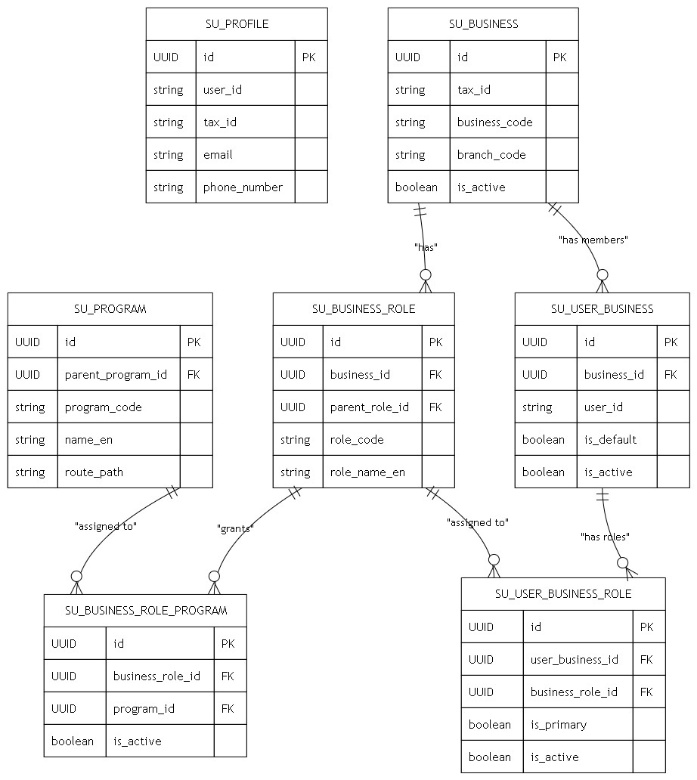 SU_PROFILE
UUID id PK
string user_id
string tax_id
string email
string phone_number
SU_BUSINESS
UUID id PK
string tax_id
string business_code
string branch_code
boolean is_active
"has"
"has members"
SU_PROGRAM
UUID id PK
UUID parent_program_id FK
string program_code
string name_en
string route_path
SU_BUSINESS_ROLE
UUID id PK
UUID business_id FK
UUID parent_role_id FK
string role_code
string role_name_en
SU_USER_BUSINESS
UUID id PK
UUID business_id FK
string user_id
boolean is_default
boolean is_active
"assigned to"
"grants"
"assigned to"
"has roles"
SU_BUSINESS_ROLE_PROGRAM
UUID id PK
UUID business_role_id FK
UUID program_id FK
boolean is_active
SU_USER_BUSINESS_ROLE
UUID id PK
UUID user_business_id FK
UUID business_role_id FK
boolean is_primary
boolean is_active